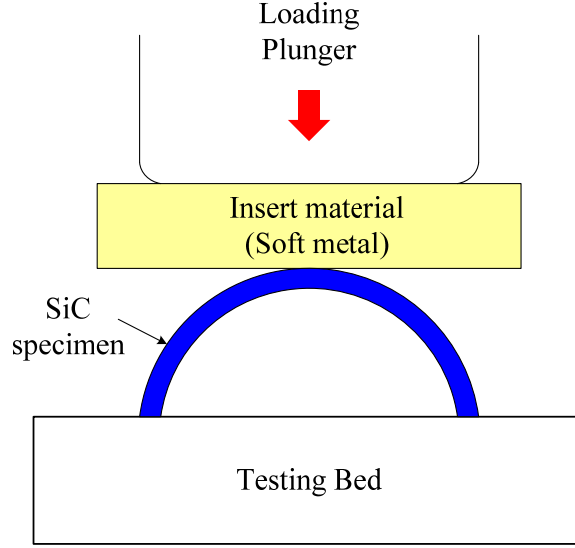 Loading
Plunger
Insert material
(Soft metal)
SiC
specimen
Testing Bed